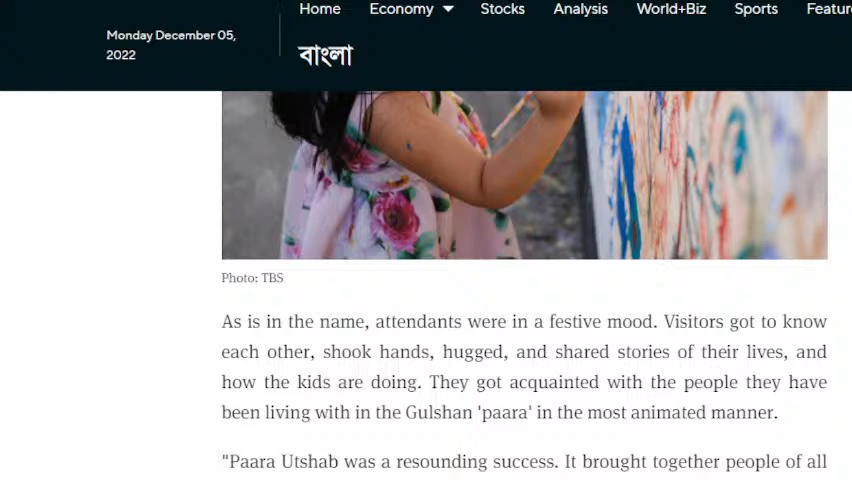 Home Economy Stocks Analysis World+Biz Sports Featur
Monday December 05,
2022
বাংলা
Photo: TBS
As is in the name, attendants were in a festive mood. Visitors got to know
each other, shook hands, hugged, and shared stories of their lives, and
how the kids are doing. They got acquainted with the people they have
been living with in the Gulshan 'paara' in the most animated manner.
"Paara Utshab was a resounding success. It brought together people of all